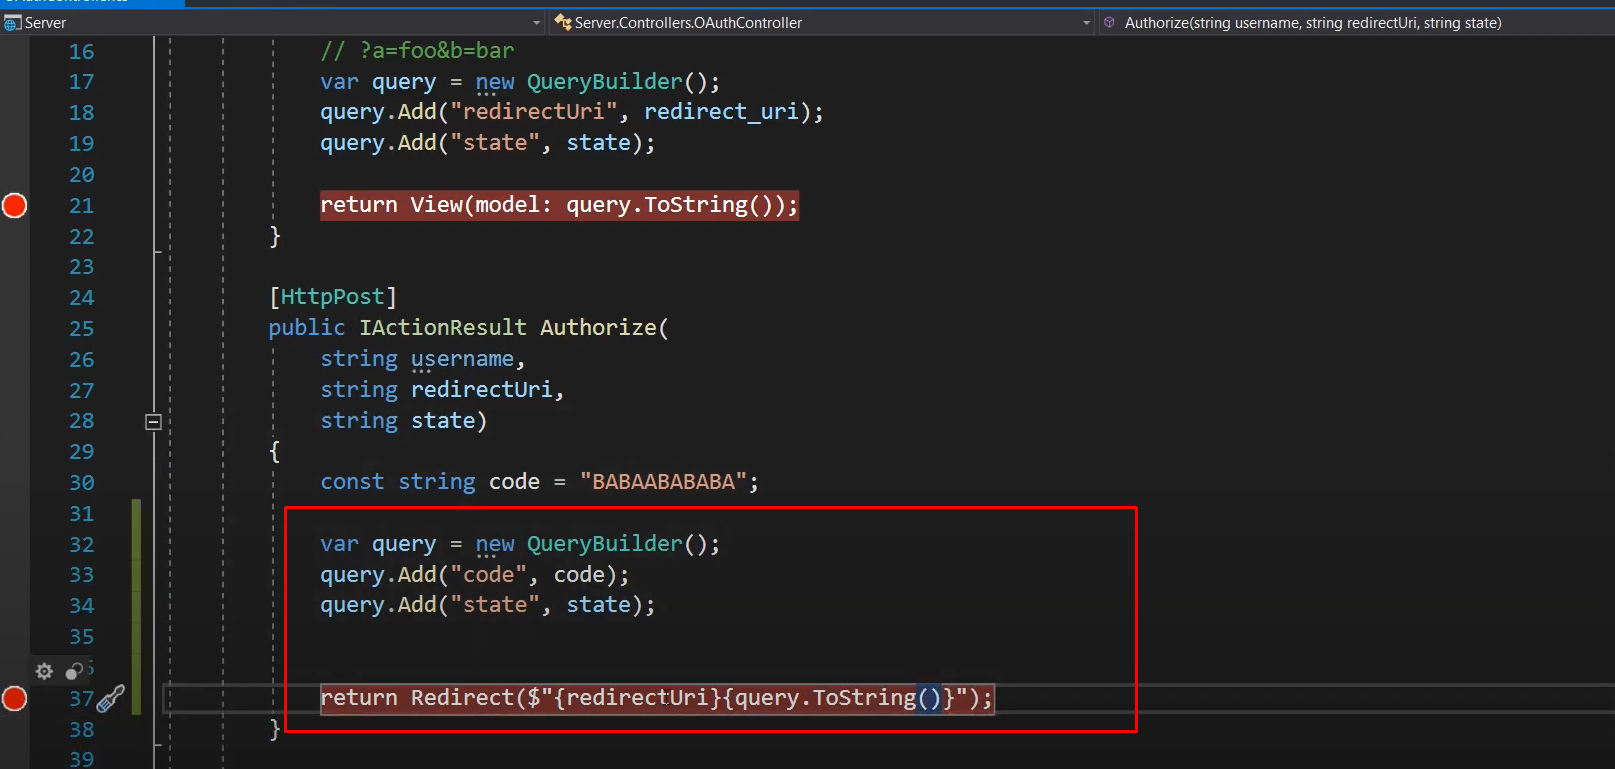 Server
Server.Controllers.OAuthController
Authorize(string username, string redirectUri, string state)
16 // ?a=foo&b=bar
17 var query = new QueryBuilder();
18 query.Add("redirectUri", redirect_uri);
19 query.Add("state", state);
20
21 return View(model: query.ToString());
22 }
23
24 [HttpPost]
25 public IActionResult Authorize(
26 string username,
27 string redirectUri,
28 string state)
29 {
30 const string code = "BABAABABABA";
31
32 var query = new QueryBuilder();
33 query.Add("code", code);
34 query.Add("state", state);
35
37 return Redirect($"{redirectUri}{query.ToString()}");
38 }
39